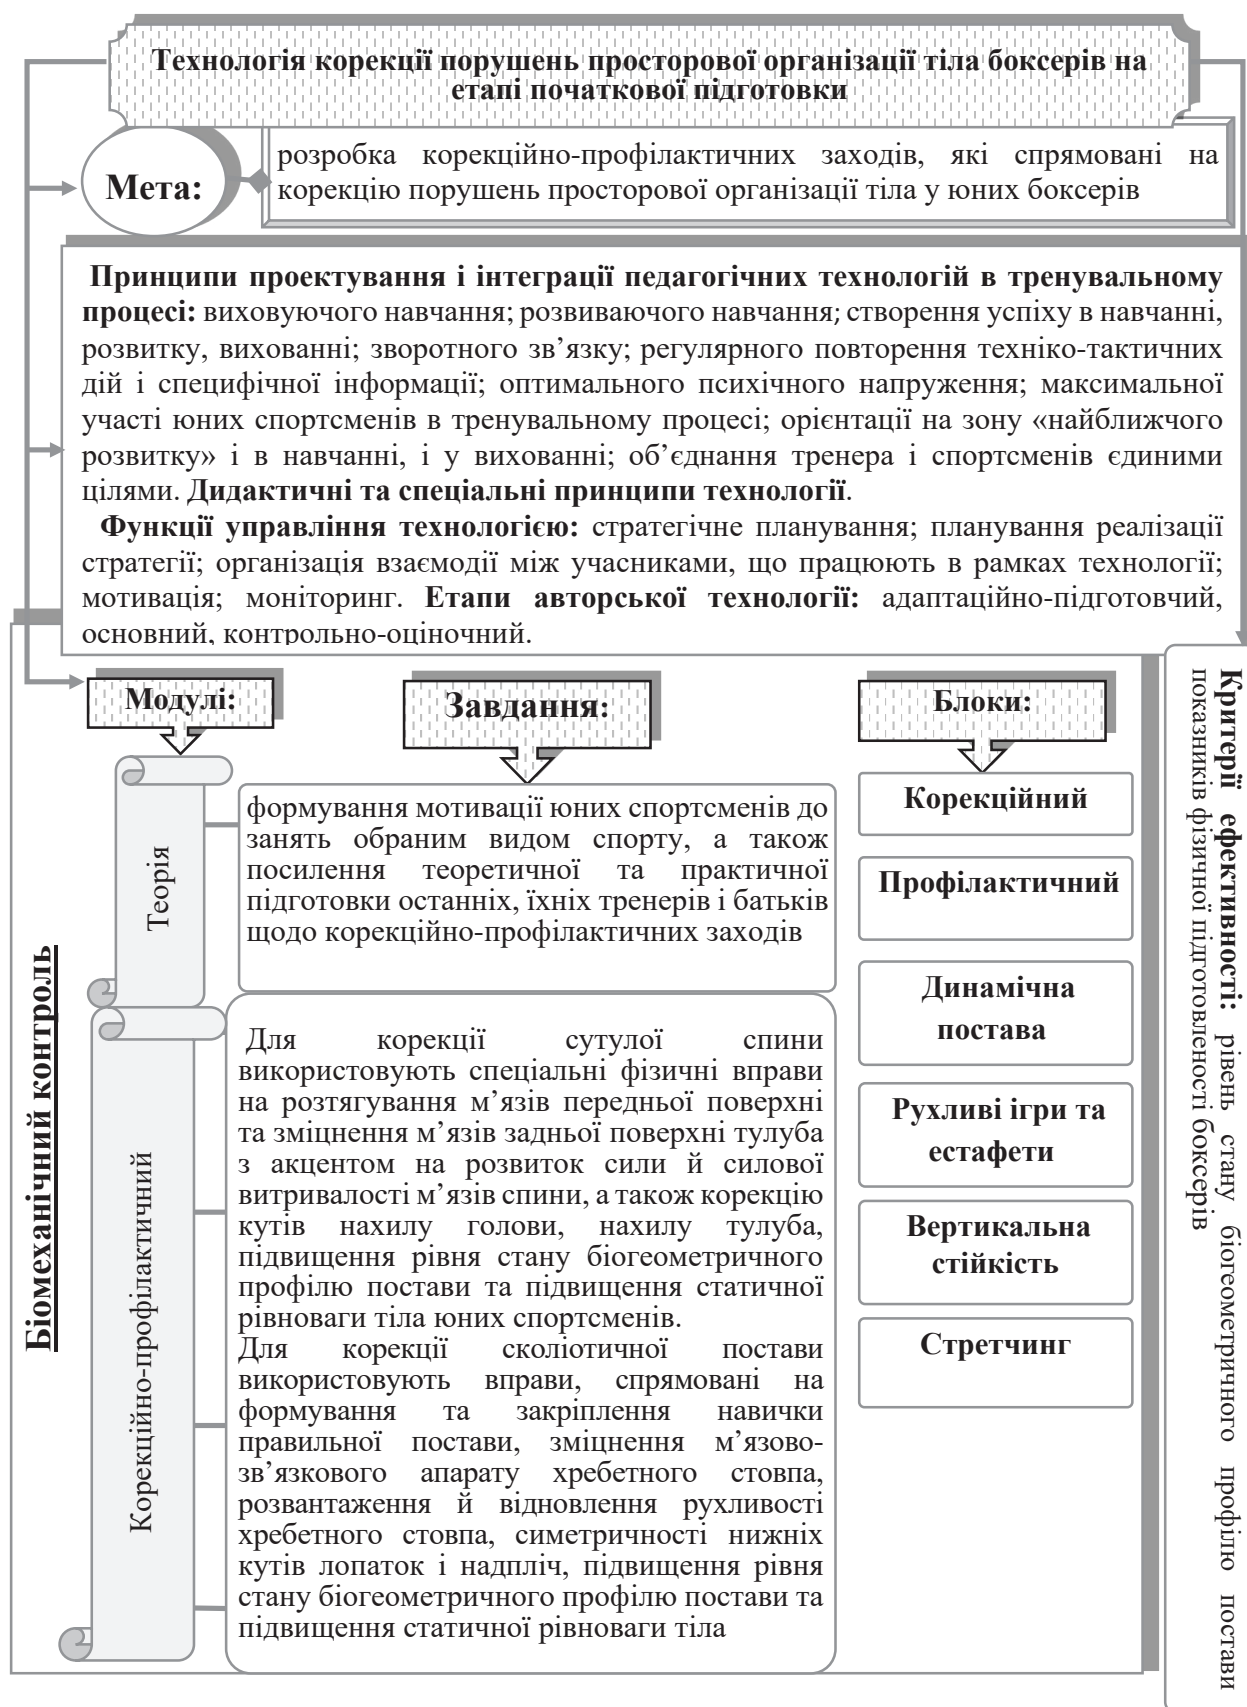 Технологія корекції порушень просторової організації тіла боксерів на
етапі початкової підготовки
Мета:
розробка корекційно-профілактичних заходів, які спрямовані на
корекцію порушень просторової організації тіла у юних боксерів
Принципи проектування і інтеграції педагогічних технологій в тренувальному
процесі: виховуючого навчання; розвиваючого навчання; створення успіху в навчанні,
розвитку, вихованні; зворотного зв’язку; регулярного повторення техніко-тактичних
дій і специфічної інформації; оптимального психічного напруження; максимальної
участі юних спортсменів в тренувальному процесі; орієнтації на зону «найближчого
розвитку» і в навчанні, і у вихованні; об’єднання тренера і спортсменів єдиними
цілями. Дидактичні та спеціальні принципи технології.
Функції управління технологією: стратегічне планування; планування реалізації
стратегії; організація взаємодії між учасниками, що працюють в рамках технології;
мотивація; моніторинг. Етапи авторської технології: адаптаційно-підготовчий,
основний, контрольно-оціночний.
Модулі:
Завдання:
Блоки:
Біомеханічний контроль
Теорія
формування мотивації юних спортсменів до
занять обраним видом спорту, а також
посилення теоретичної та практичної
підготовки останніх, їхніх тренерів і батьків
щодо корекційно-профілактичних заходів
Корекційно-профілактичний
Для корекції сутулої спини
використовують спеціальні фізичні вправи
на розтягування м’язів передньої поверхні
та зміцнення м’язів задньої поверхні тулуба
з акцентом на розвиток сили й силової
витривалості м’язів спини, а також корекцію
кутів нахилу голови, нахилу тулуба,
підвищення рівня стану біогеометричного
профілю постави та підвищення статичної
рівноваги тіла юних спортсменів.
Для корекції сколіотичної постави
використовують вправи, спрямовані на
формування та закріплення навички
правильної постави, зміцнення м’язово-
зв’язкового апарату хребетного стовпа,
розвантаження й відновлення рухливості
хребетного стовпа, симетричності нижніх
кутів лопаток і надпліч, підвищення рівня
стану біогеометричного профілю постави та
підвищення статичної рівноваги тіла
Корекційний
Профілактичний
Динамічна
постава
Рухливі ігри та
естафети
Вертикальна
стійкість
Стретчинг
Критерії ефективності: рівень стану біогеометричного профілю постави
показників фізичної підготовленості боксерів